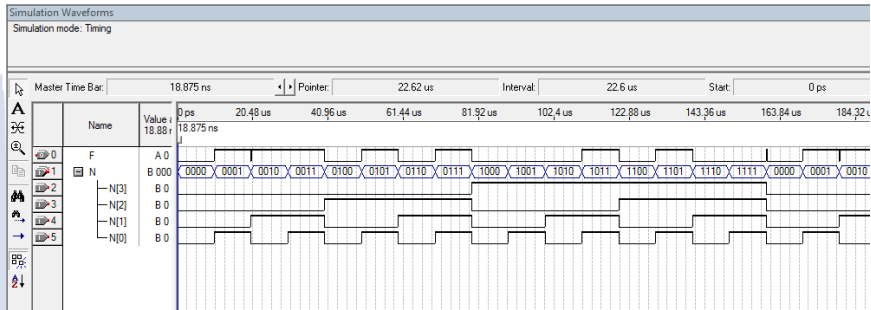 Simulation Waveforms
Simulation mode: Timing
Master Time Bar: 18.875 ns Pointer: 22.62 us Interval: 22.6 us Start: 0 ps
A
Name
Value a
18.88 r
0 ps 20.48 us 40.96 us 61.44 us 81.92 us 102.4 us 122.88 us 143.36 us 163.84 us 184.32 u
18.875 ns
0 F A 0
1 N B 000 0000 0001 0010 0011 0100 0101 0110 0111 1000 1001 1010 1011 1100 1101 1110 1111 0000 0001 0010
2 N[3] B 0
3 N[2] B 0
4 N[1] B 0
5 N[0] B 0